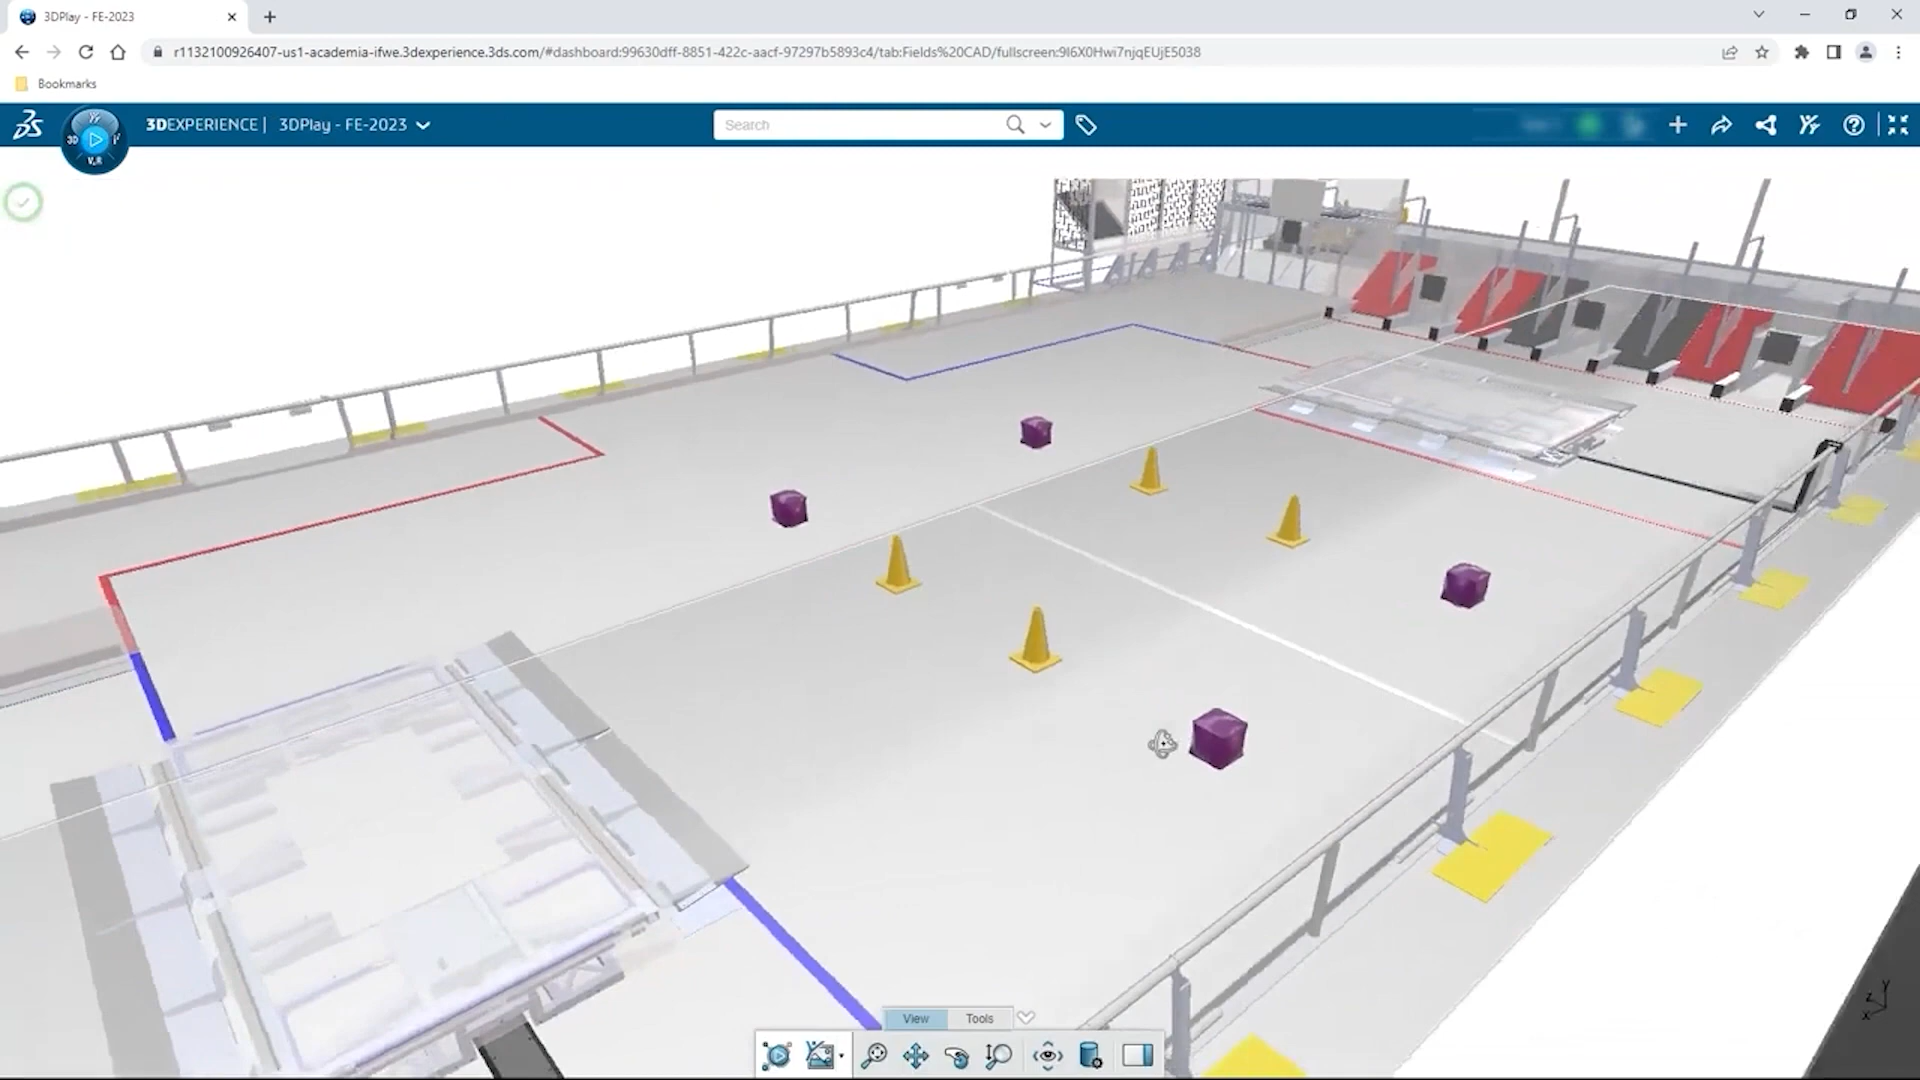 3DPlay - FE-2023
r1132100926407-us1-academia-ifwe.3dexperience.3ds.com/#dashboard:99630dff-8851-422c-aacf-97297b5893c4/tab:Fields%20CAD/fullscreen:9I6X0Hwi7njqEUjE5038
Bookmarks
3DEXPERIENCE | 3DPlay - FE-2023
Search
3D
V.R
View
Tools
y
z
x